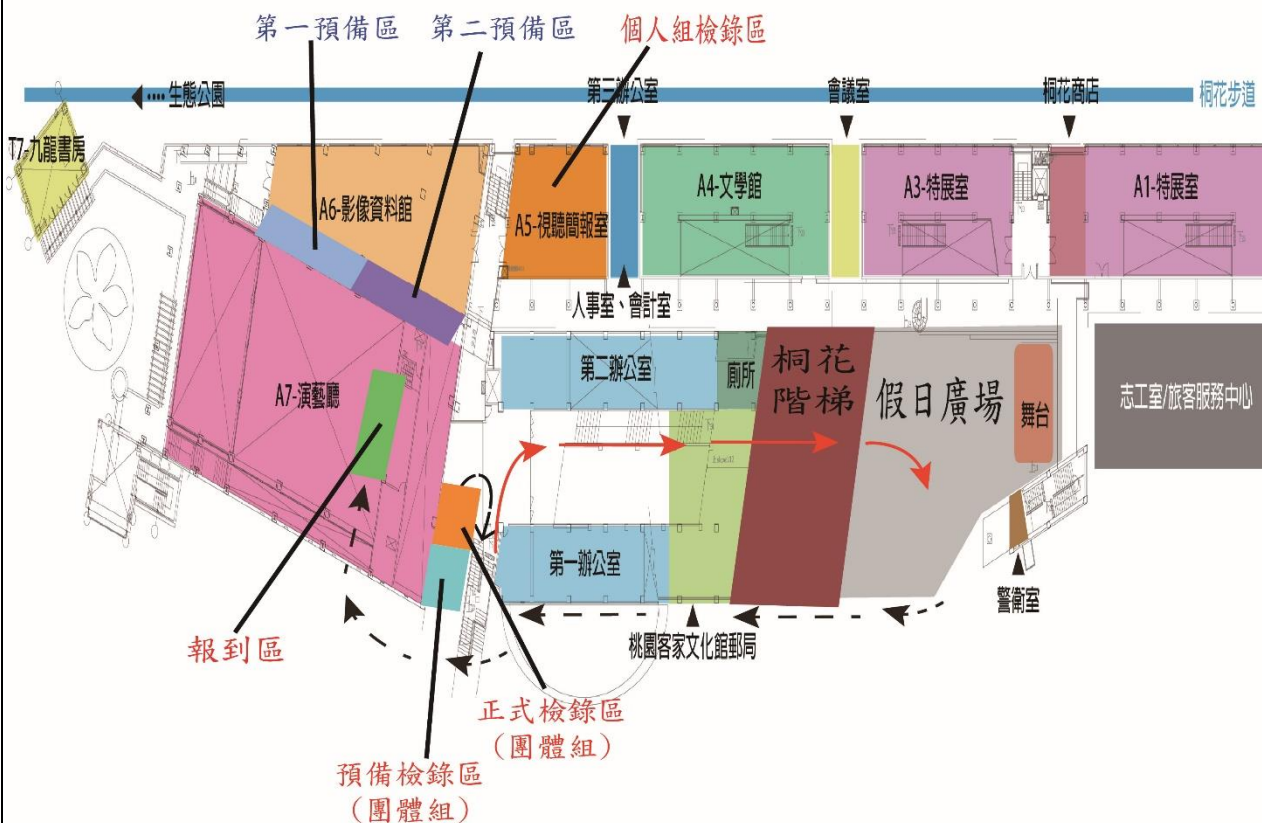 第一預備區
第二預備區
個人組檢錄區
生態公園
第三辦公室
會議室
桐花商店
桐花步道
T7-九龍書房
A6-影像資料館
A5-視聽簡報室
A4-文學館
A3-特展室
A1-特展室
人事室、會計室
A7-演藝廳
第二辦公室
廁所
桐花
階梯
假日廣場
舞台
志工室/旅客服務中心
第一辦公室
警衛室
桃園客家文化館郵局
報到區
正式檢錄區
(團體組)
預備檢錄區
(團體組)